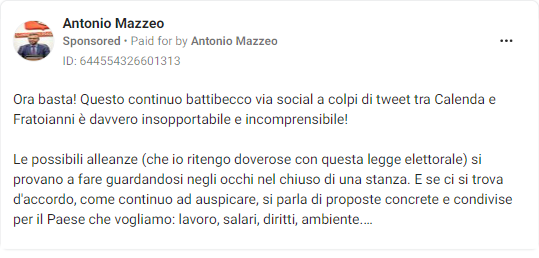 Antonio Mazzeo
Sponsored • Paid for by Antonio Mazzeo
ID: 644554326601313
Ora basta! Questo continuo battibecco via social a colpi di tweet tra Calenda e
Fratoianni è davvero insopportabile e incomprensibile!
Le possibili alleanze (che io ritengo doverose con questa legge elettorale) si
provano a fare guardandosi negli occhi nel chiuso di una stanza. E se ci si trova
d'accordo, come continuo ad auspicare, si parla di proposte concrete e condivise
per il Paese che vogliamo: lavoro, salari, diritti, ambiente....